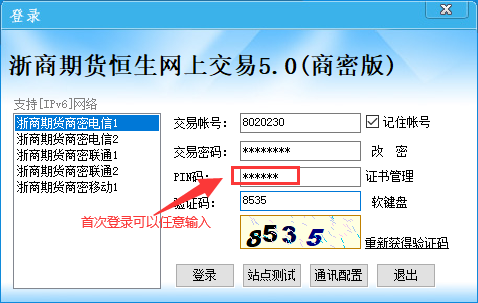 登录
浙商期货恒生网上交易5.0(商密版)
支持[IPv6]网络
浙商期货商密电信1
浙商期货商密电信2
浙商期货商密联通1
浙商期货商密联通2
浙商期货商密移动1
交易帐号： 8020230 记住帐号
交易密码： ******** 改 密
PIN码： ****** 证书管理
验证码： 8535 软键盘
首次登录可以任意输入
8535 重新获得验证码
登录 站点测试 通讯配置 退出